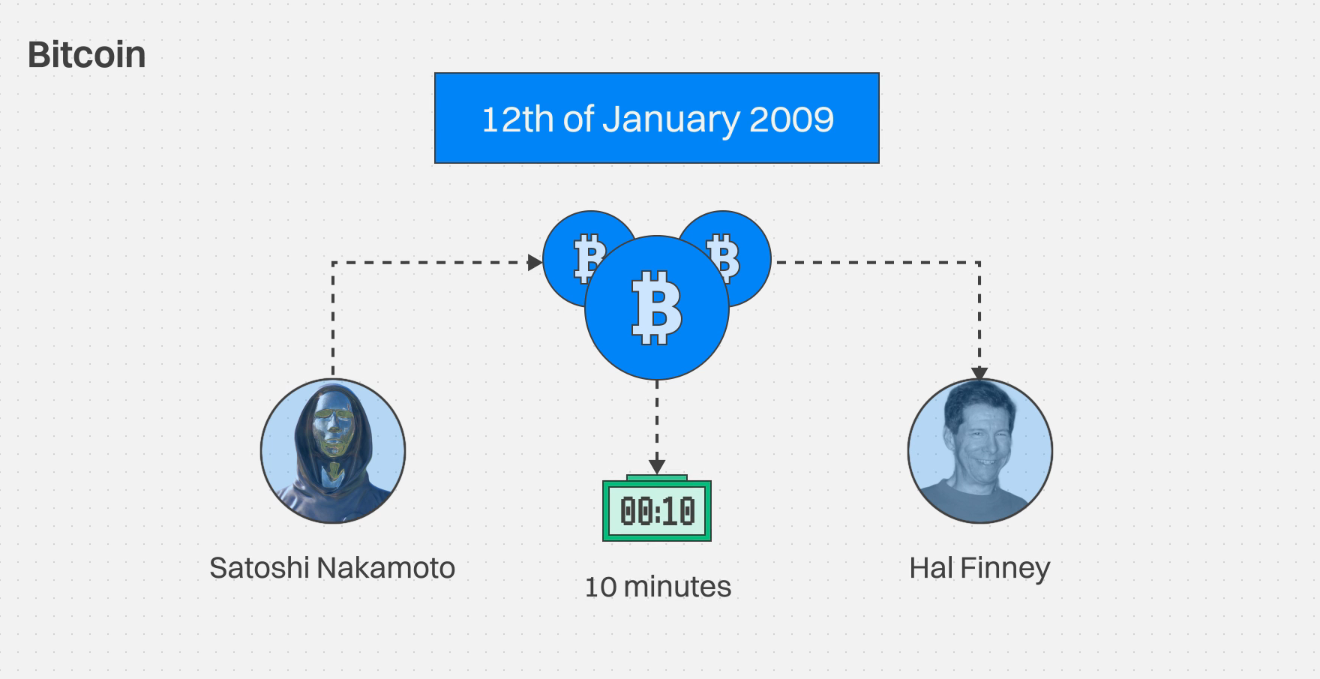 Bitcoin
12th of January 2009
00:10
Satoshi Nakamoto
10 minutes
Hal Finney